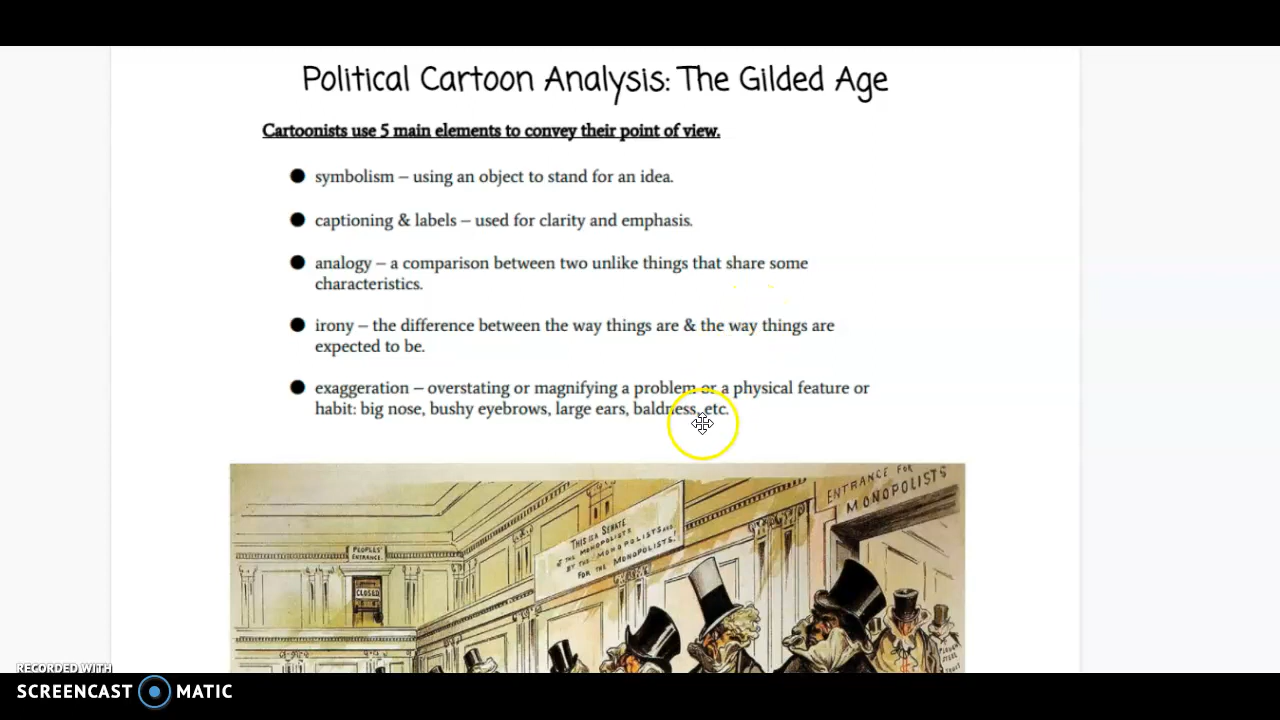 Political Cartoon Analysis: The Gilded Age
Cartoonists use 5 main elements to convey their point of view.
symbolism – using an object to stand for an idea.
captioning & labels – used for clarity and emphasis.
analogy – a comparison between two unlike things that share some
characteristics.
irony – the difference between the way things are & the way things are
expected to be.
exaggeration – overstating or magnifying a problem or a physical feature or
habit: big nose, bushy eyebrows, large ears, baldness, etc.
ENTRANCE FOR
MONOPOLISTS
THIS IS A SENATE
OF THE MONOPOLISTS
BY THE MONOPOLISTS AND
FOR THE MONOPOLISTS!
PEOPLES'
ENTRANCE.
CLOSED
STEEL
TRUST
RECORDED WITH
SCREENCAST MATIC